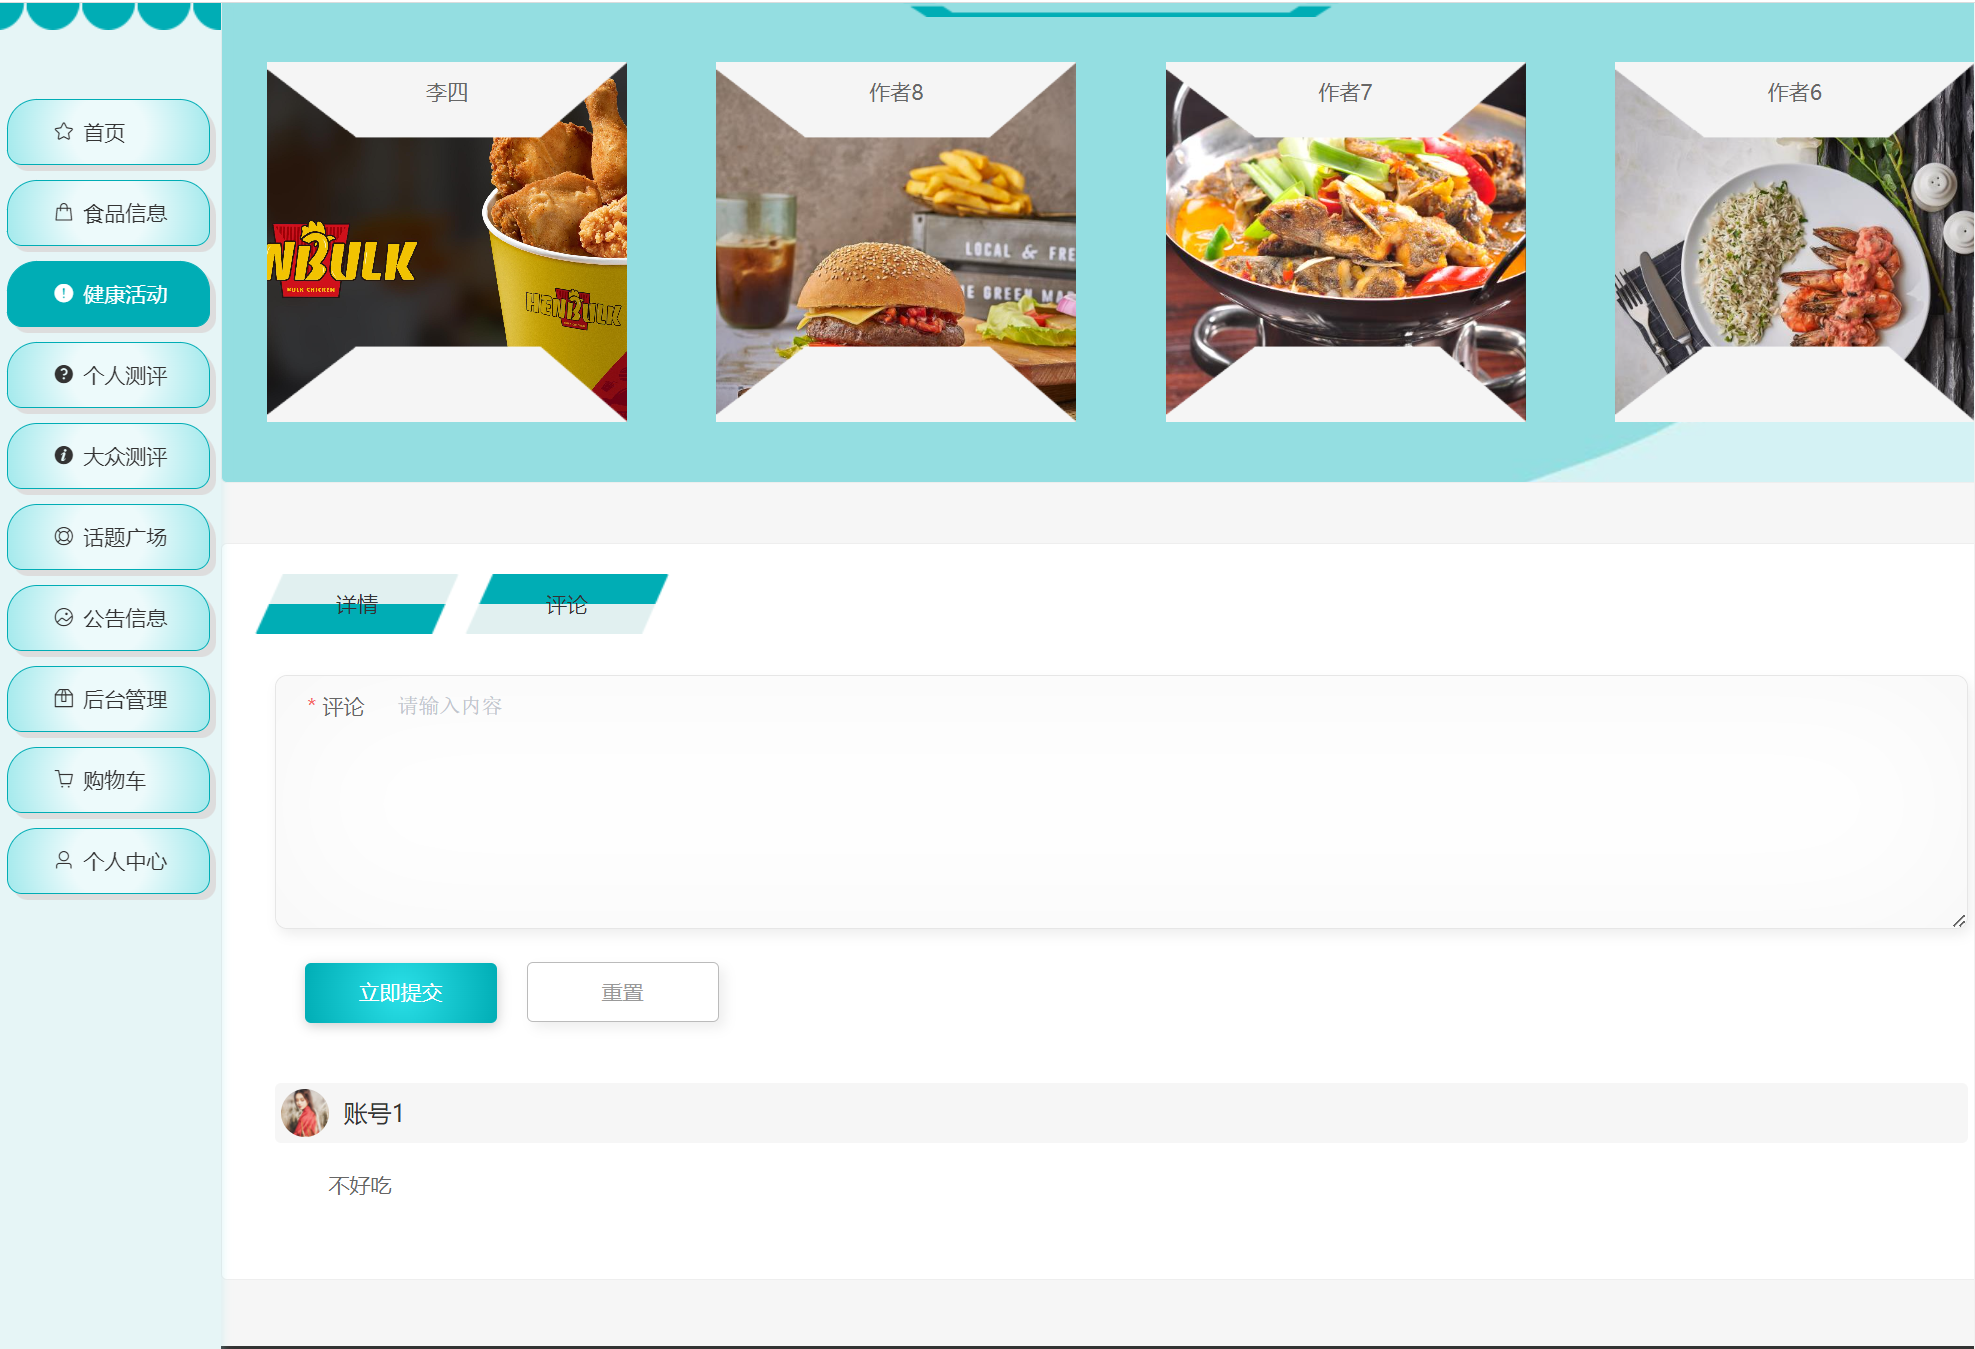 首页
食品信息
健康活动
个人测评
大众测评
话题广场
公告信息
后台管理
购物车
个人中心
李四
作者8
作者7
作者6
NBULK
HULK CHICKEN
HENBULK
LOCAL & FRE
E GREEN MAR
详情
评论
* 评论
请输入内容
立即提交
重置
账号1
不好吃